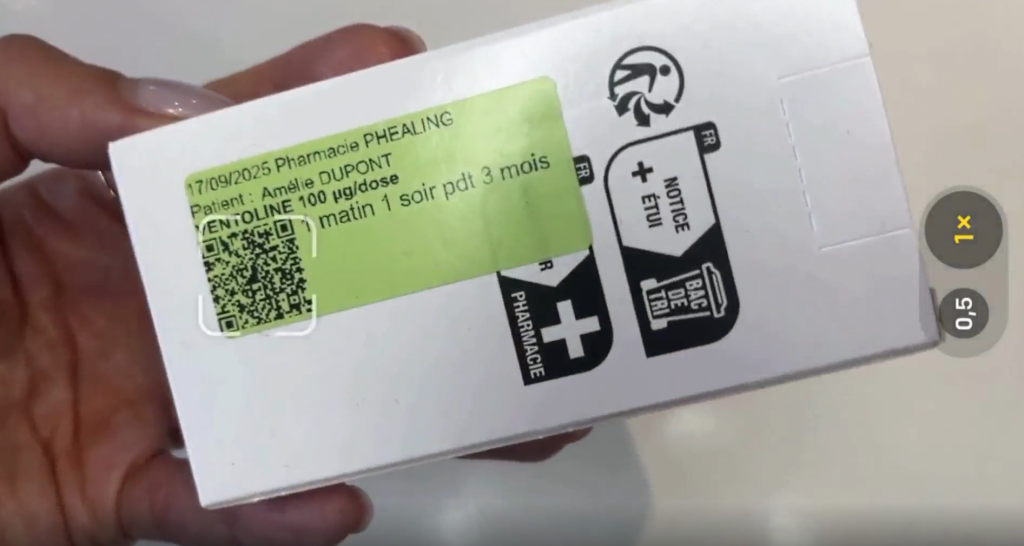 17/09/2025 Pharmacie PHEALING
Patient : Amélie DUPONT
VENTOLINE 100 µg/dose
matin 1 soir pdt 3 mois
FR
PHARMACIE
FR
NOTICE
+ ÉTUI
BAC
DE
TRI
1×
0,5